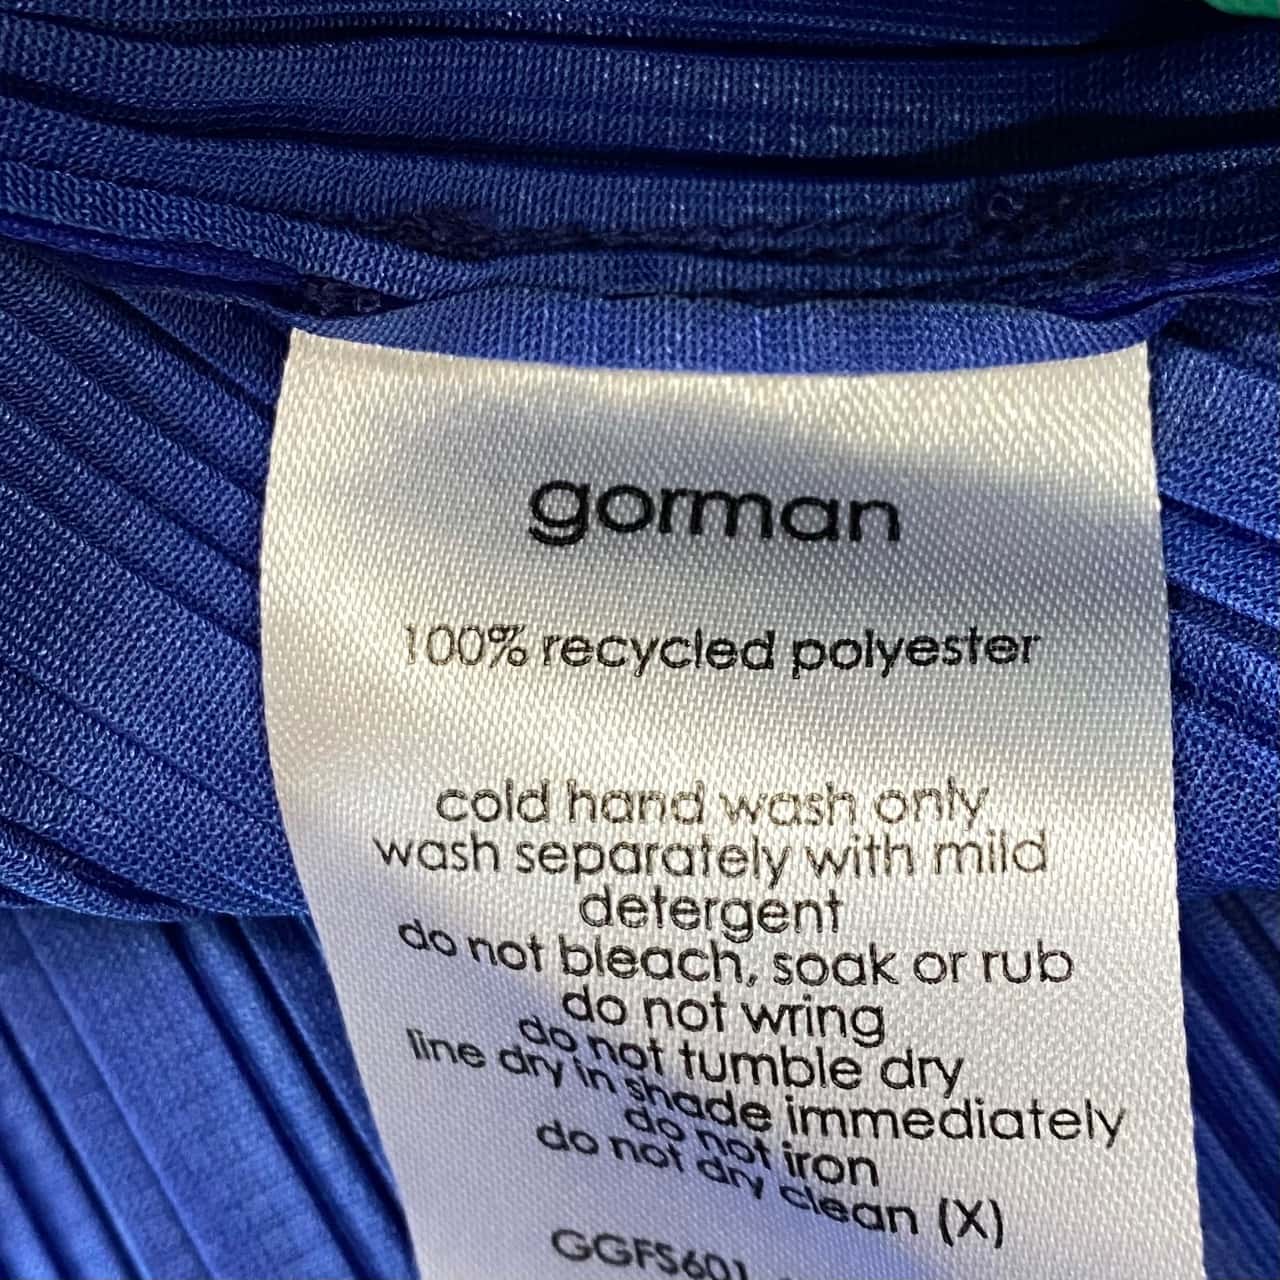 gorman
100% recycled polyester
cold hand wash only
wash separately with mild
detergent
do not bleach, soak or rub
do not wring
do not tumble dry
line dry in shade immediately
do not iron
do not dry clean (X)
GGFS601